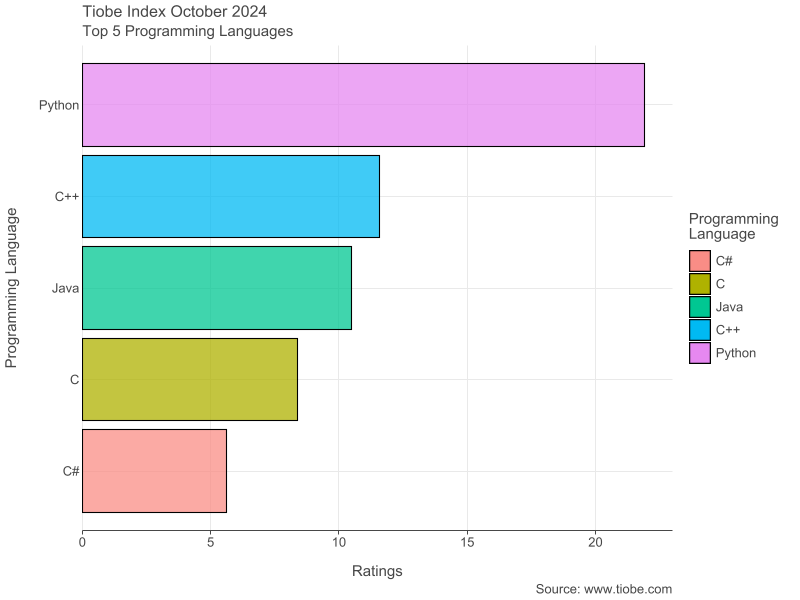 Tiobe Index October 2024
Top 5 Programming Languages
Programming Language
Python
C++
Java
C
C#
0 5 10 15 20
Ratings
Programming
Language
C#
C
Java
C++
Python
Source: www.tiobe.com